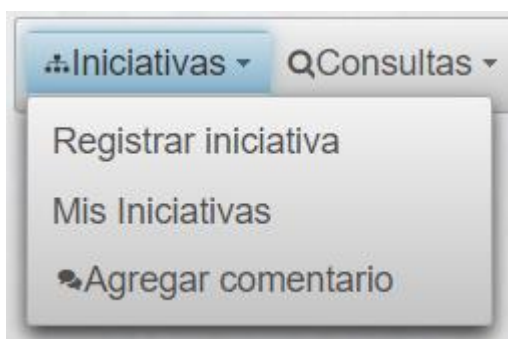 Iniciativas
Consultas
Registrar iniciativa
Mis Iniciativas
Agregar comentario